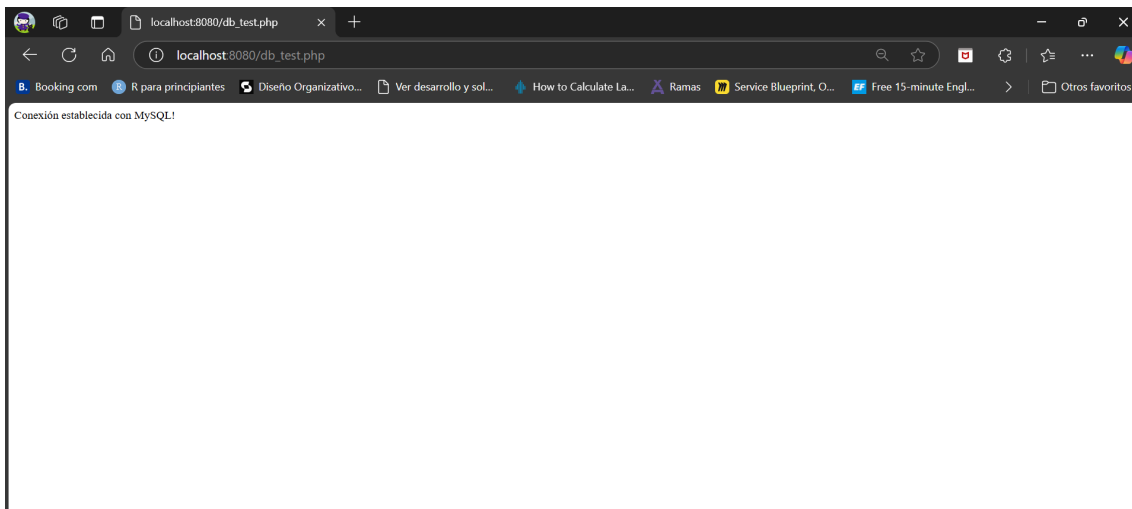 localhost:8080/db_test.php
localhost:8080/db_test.php
B. Booking com R R para principiantes Diseño Organizativo... Ver desarrollo y sol... How to Calculate La... Ramas Service Blueprint, O... EF Free 15-minute Engl... Otros favoritos
Conexión establecida con MySQL!